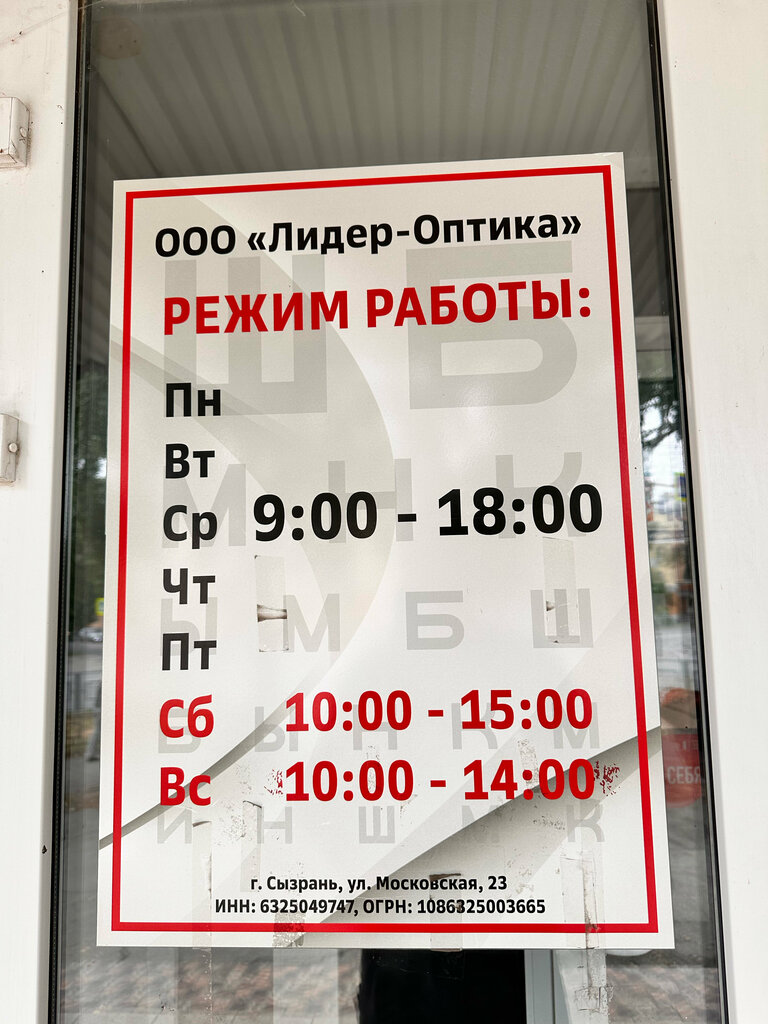 ООО «Лидер-Оптика»
РЕЖИМ РАБОТЫ:
Ш Б
Пн
Вт
М Н К
Ср 9:00 - 18:00
Чт
Ы М Б Ш
Пт
Сб 10:00 - 15:00
Б Ы Н К М
Вс 10:00 - 14:00
И Н Ш М К
г. Сызрань, ул. Московская, 23
ИНН: 6325049747, ОГРН: 1086325003665
СЕБЯ